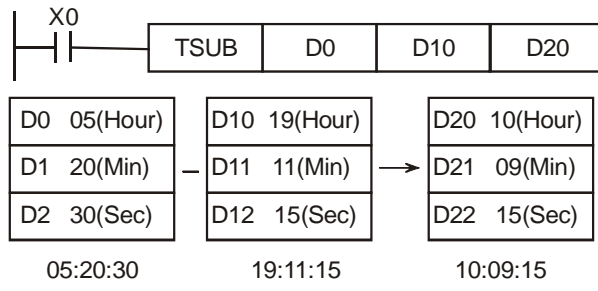 X0
TSUB D0 D10 D20
D0 05(Hour) D10 19(Hour) D20 10(Hour)
D1 20(Min) – D11 11(Min) → D21 09(Min)
D2 30(Sec) D12 15(Sec) D22 15(Sec)
05:20:30 19:11:15 10:09:15